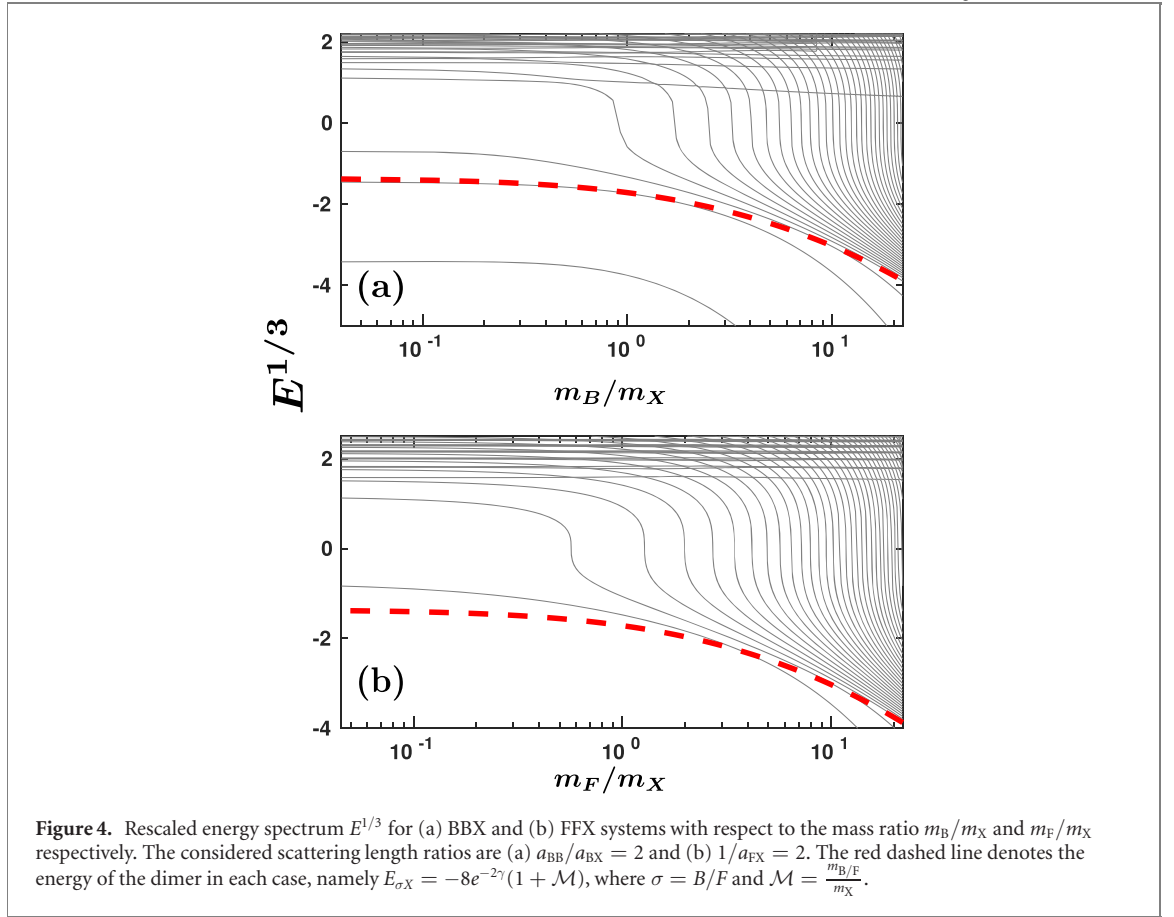 2
0
-2
-4
(a)
10^-1
10^0
10^1
m_B/m_X
E^{1/3}
2
0
-2
-4
(b)
10^-1
10^0
10^1
m_F/m_X
Figure 4. Rescaled energy spectrum E^{1/3} for (a) BBX and (b) FFX systems with respect to the mass ratio m_B/m_X and m_F/m_X
respectively. The considered scattering length ratios are (a) a_BB/a_BX = 2 and (b) 1/a_FX = 2. The red dashed line denotes the
energy of the dimer in each case, namely E_{σX} = −8e^{−2γ}(1 + ℳ), where σ = B/F and ℳ = \frac{m_{B/F}}{m_X}.